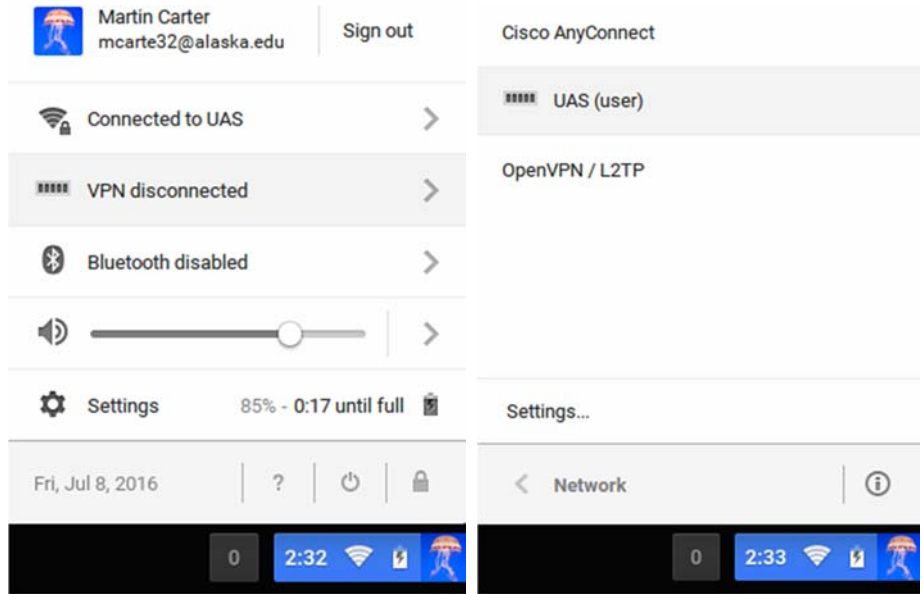 Martin Carter
mcarte32@alaska.edu
Sign out
Connected to UAS
VPN disconnected
Bluetooth disabled
Settings 85% - 0:17 until full
Fri, Jul 8, 2016 ?
0 2:32
Cisco AnyConnect
UAS (user)
OpenVPN / L2TP
Settings...
Network
0 2:33